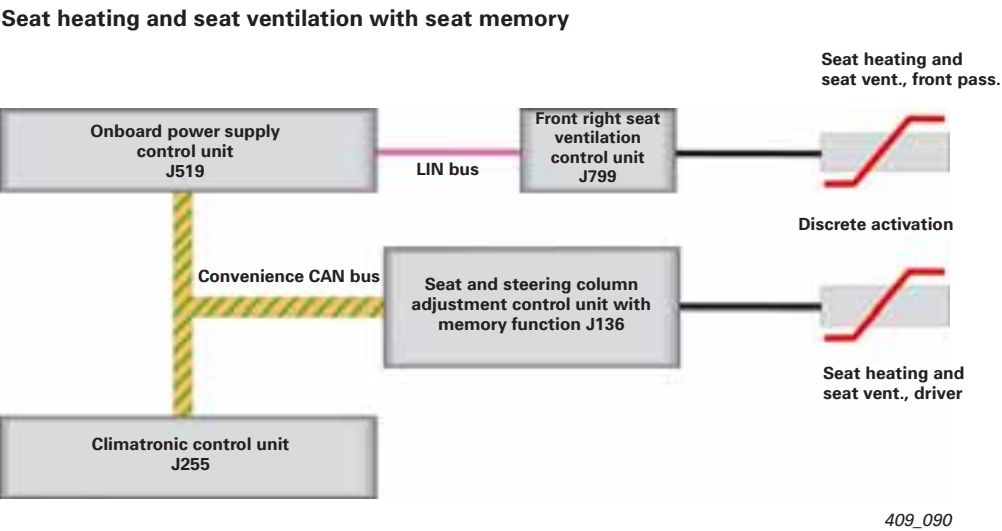 Seat heating and seat ventilation with seat memory
Seat heating and
seat vent., front pass.
Onboard power supply
control unit
J519
LIN bus
Front right seat
ventilation
control unit
J799
Discrete activation
Convenience CAN bus
Seat and steering column
adjustment control unit with
memory function J136
Seat heating and
seat vent., driver
Climatronic control unit
J255
409_090